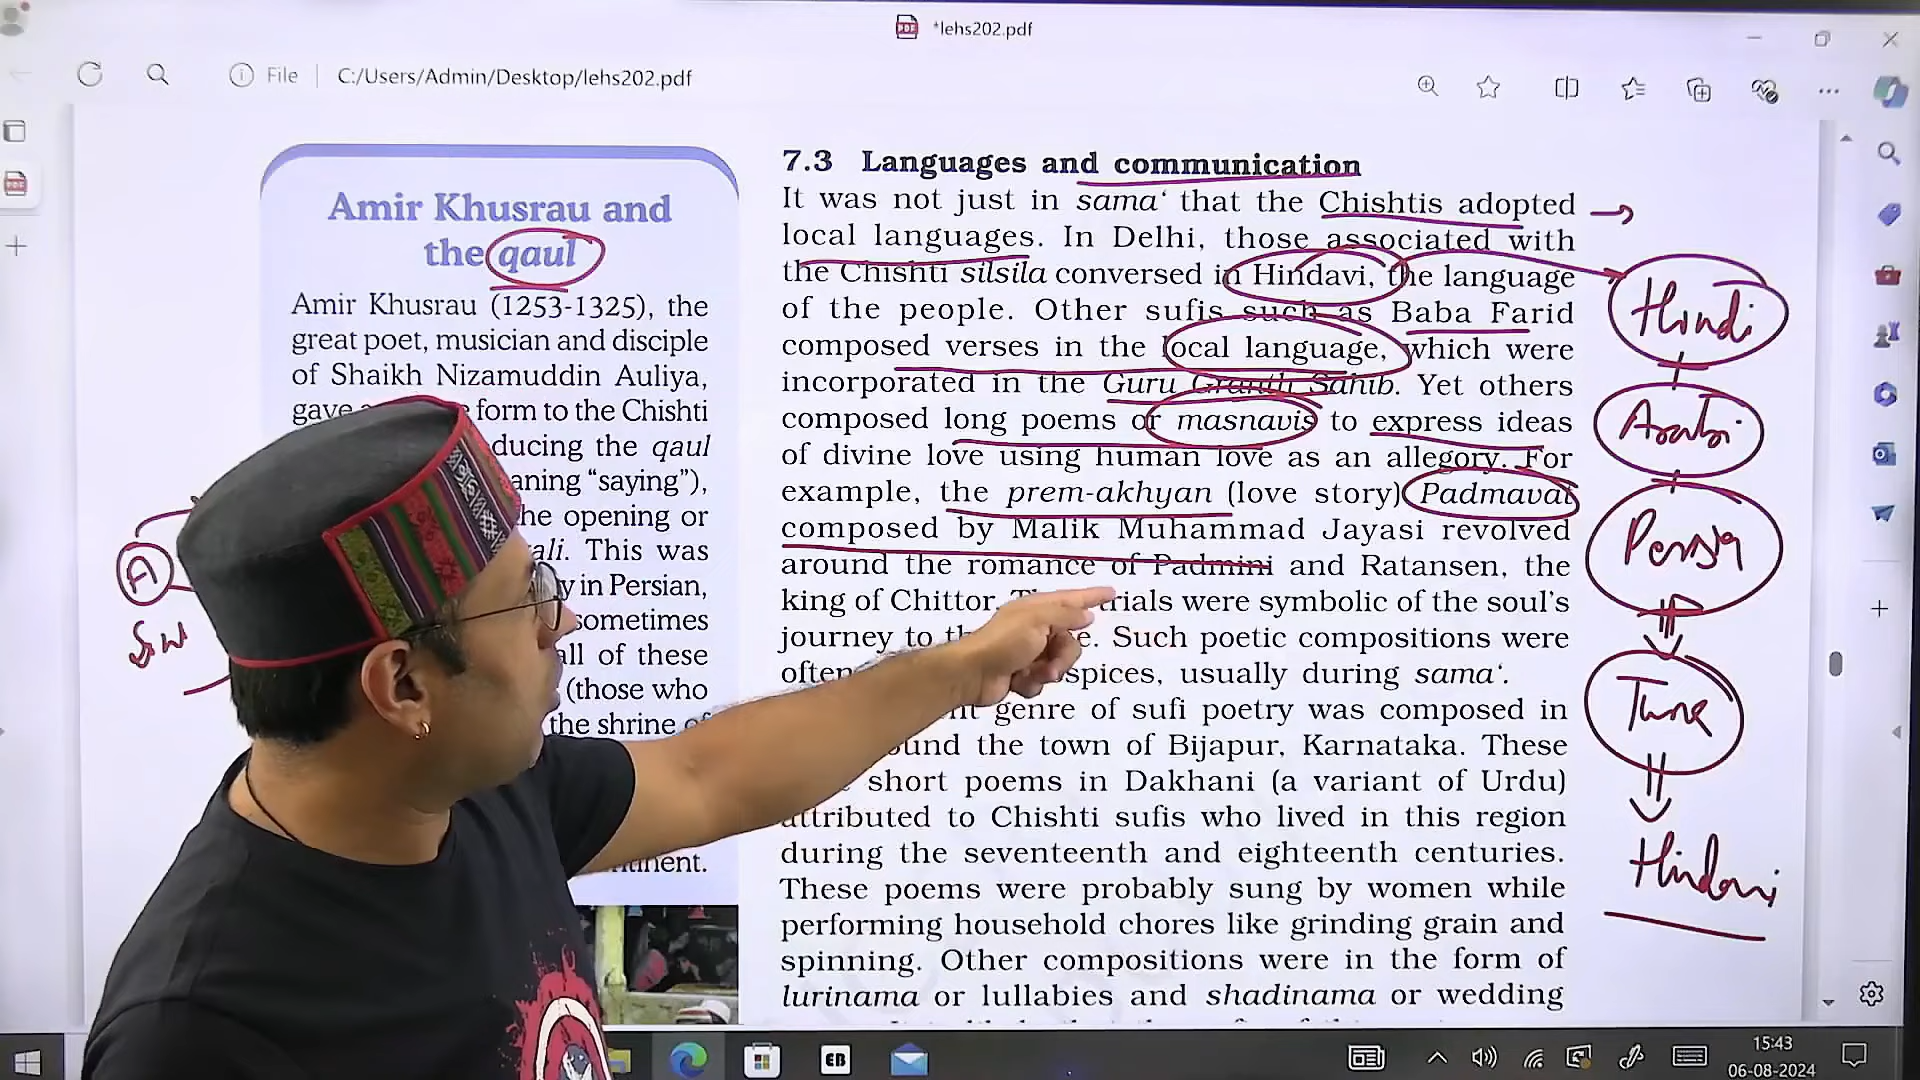 *lehs202.pdf
File
C:/Users/Admin/Desktop/lehs202.pdf
Amir Khusrau and
the qaul
Amir Khusrau (1253-1325), the
great poet, musician and disciple
of Shaikh Nizamuddin Auliya,
gave form to the Chishti
ducing the qaul
aning “saying”),
he opening or
ali. This was
y in Persian,
sometimes
all of these
(those who
the shrine of
tinent.
A
7.3 Languages and communication
It was not just in sama‘ that the Chishtis adopted
local languages. In Delhi, those associated with
the Chishti silsila conversed in Hindavi, the language
of the people. Other sufis such as Baba Farid
composed verses in the local language, which were
incorporated in the Guru Granth Sahib. Yet others
composed long poems or masnavis to express ideas
of divine love using human love as an allegory. For
example, the prem-akhyan (love story) Padmavat
composed by Malik Muhammad Jayasi revolved
around the romance of Padmini and Ratansen, the
king of Chittor. trials were symbolic of the soul’s
journey to th e. Such poetic compositions were
often spices, usually during sama‘.
nt genre of sufi poetry was composed in
ound the town of Bijapur, Karnataka. These
short poems in Dakhani (a variant of Urdu)
attributed to Chishti sufis who lived in this region
during the seventeenth and eighteenth centuries.
These poems were probably sung by women while
performing household chores like grinding grain and
spinning. Other compositions were in the form of
lurinama or lullabies and shadinama or wedding
Hindi
Arabi
Persia
Hindavi
EB
15:43
06-08-2024